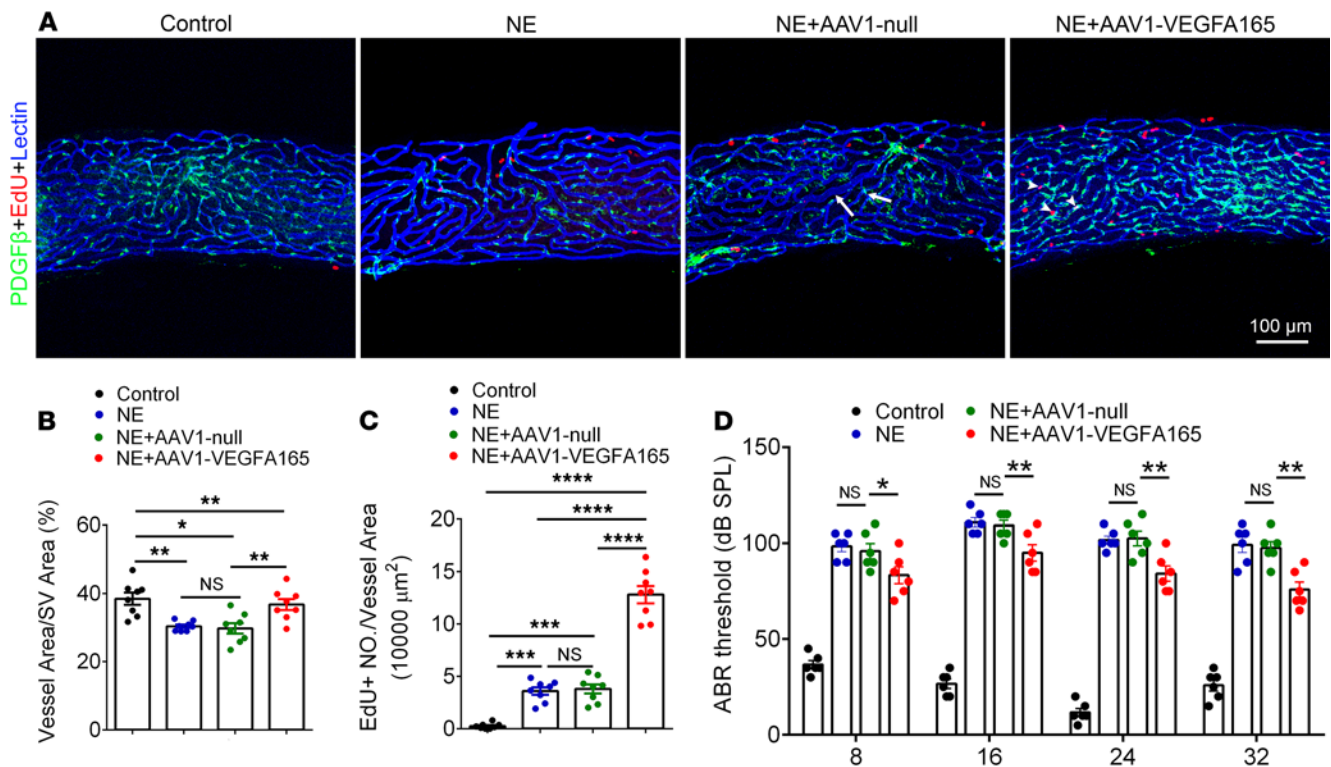 A
Control
NE
NE+AAV1-null
NE+AAV1-VEGFA165
PDGFβ+EdU+Lectin
100 µm
B
Control
NE
NE+AAV1-null
NE+AAV1-VEGFA165
Vessel Area/SV Area (%)
60
40
20
0
**
*
**
NS
**
C
Control
NE
NE+AAV1-null
NE+AAV1-VEGFA165
EdU+ NO./Vessel Area
(10000 µm²)
20
15
10
5
0
****
****
****
***
***
NS
D
Control
NE
NE+AAV1-null
NE+AAV1-VEGFA165
ABR threshold (dB SPL)
150
100
50
0
NS
*
NS
**
NS
**
NS
**
8
16
24
32